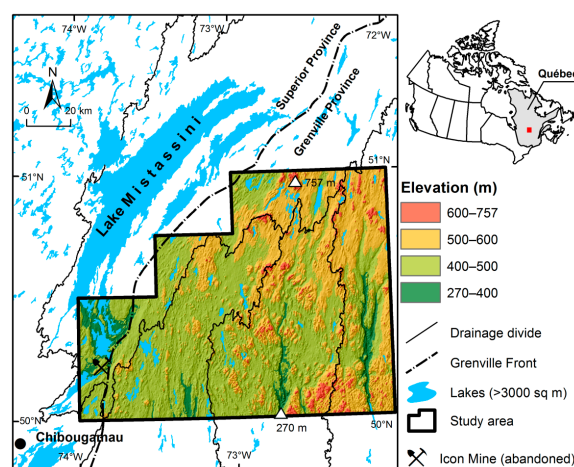 74°W
73°W
72°W
N
0 20 km
Superior Province
Grenville Province
Lake Mistassini
51°N
51°N
757 m
50°N
50°N
270 m
Chibougamau
74°W
73°W
Québec
Elevation (m)
600–757
500–600
400–500
270–400
Drainage divide
Grenville Front
Lakes (>3000 sq m)
Study area
Icon Mine (abandoned)